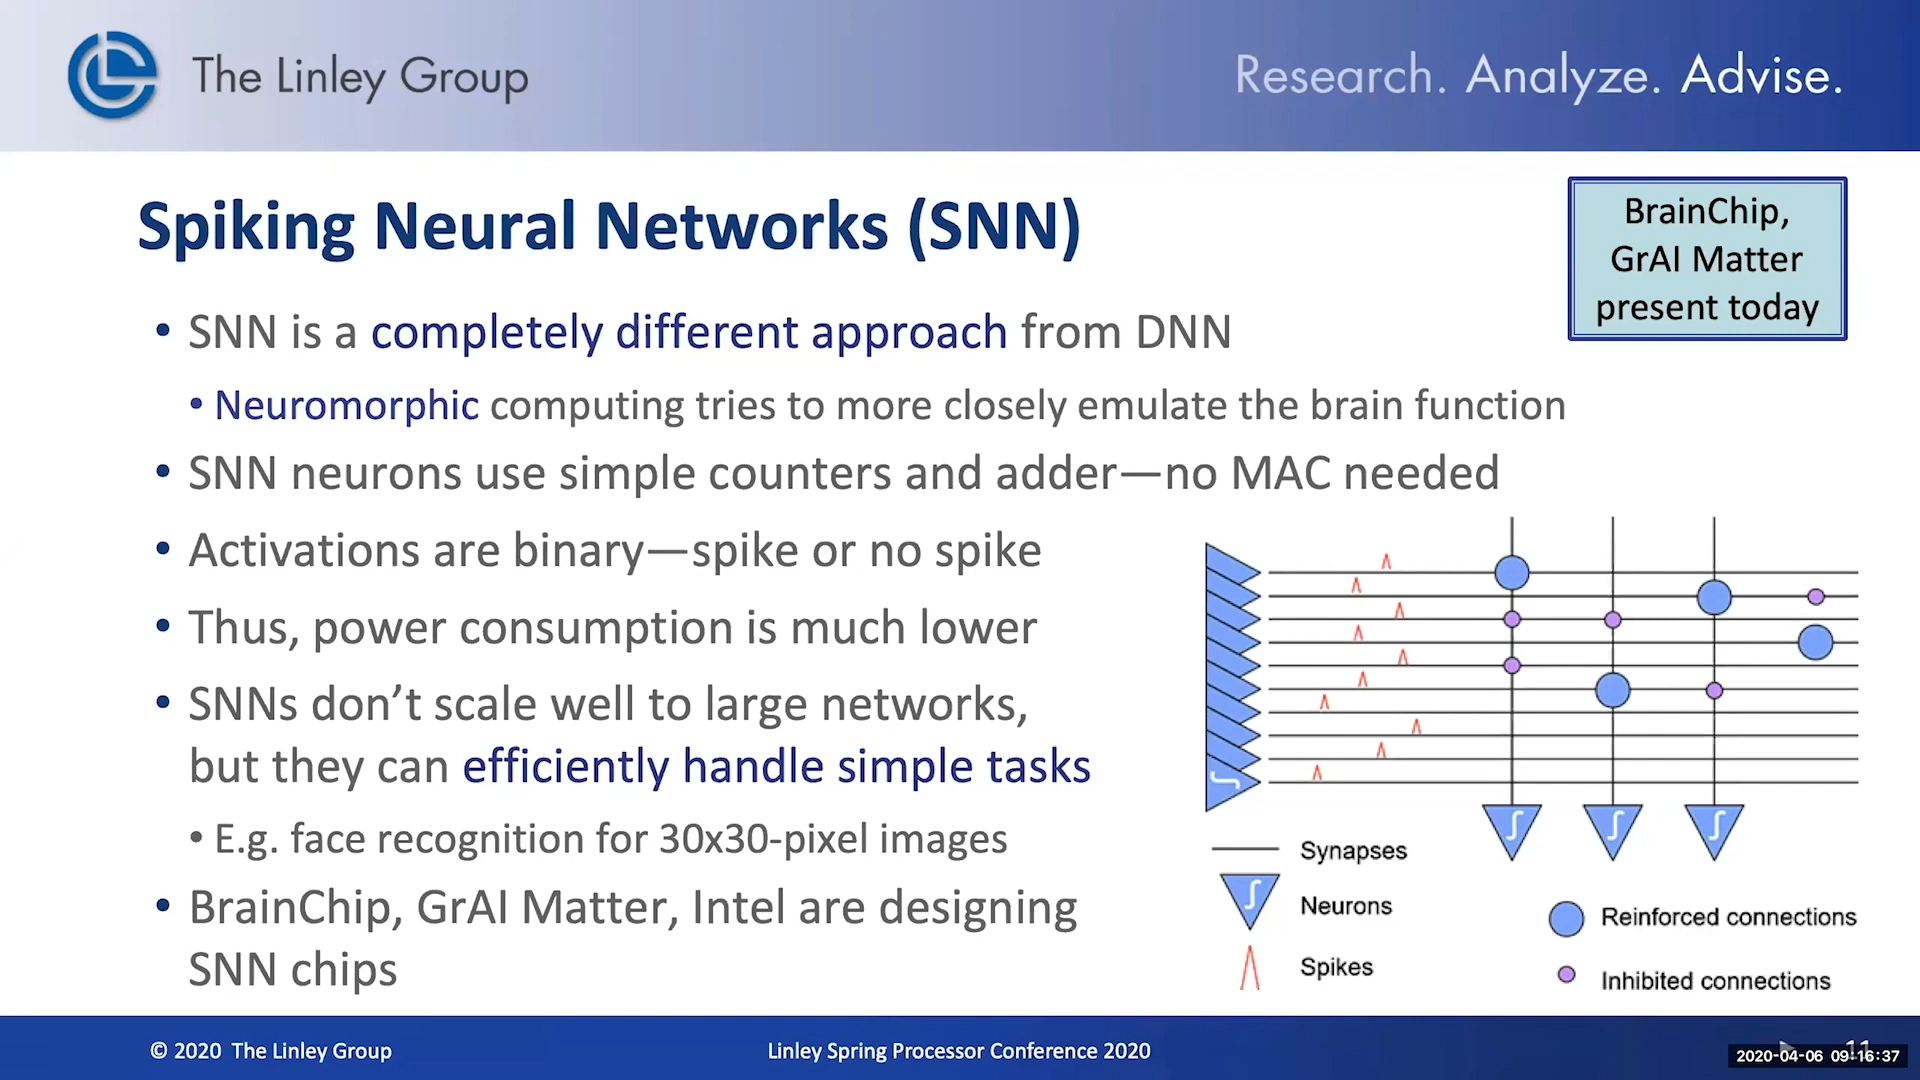 The Linley Group
Research. Analyze. Advise.
Spiking Neural Networks (SNN)
BrainChip,
GrAI Matter
present today
• SNN is a completely different approach from DNN
• Neuromorphic computing tries to more closely emulate the brain function
• SNN neurons use simple counters and adder—no MAC needed
• Activations are binary—spike or no spike
• Thus, power consumption is much lower
• SNNs don’t scale well to large networks,
but they can efficiently handle simple tasks
• E.g. face recognition for 30x30-pixel images
• BrainChip, GrAI Matter, Intel are designing
SNN chips
Synapses
Neurons
Spikes
Reinforced connections
Inhibited connections
© 2020 The Linley Group
Linley Spring Processor Conference 2020
11
2020-04-06 09:16:37